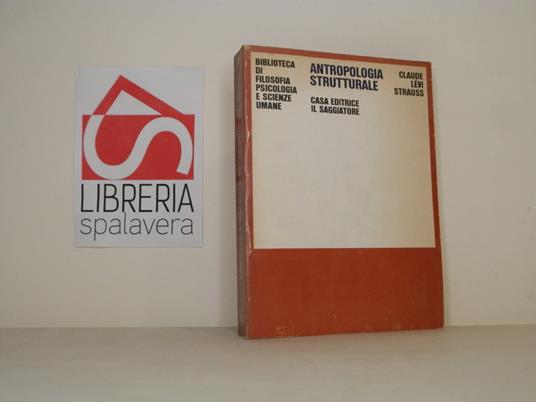 LIBRERIA
spalavera
BIBLIOTECA
DI
FILOSOFIA
PSICOLOGIA
E SCIENZE
UMANE
ANTROPOLOGIA
STRUTTURALE
CASA EDITRICE
IL SAGGIATORE
CLAUDE
LÉVI
STRAUSS